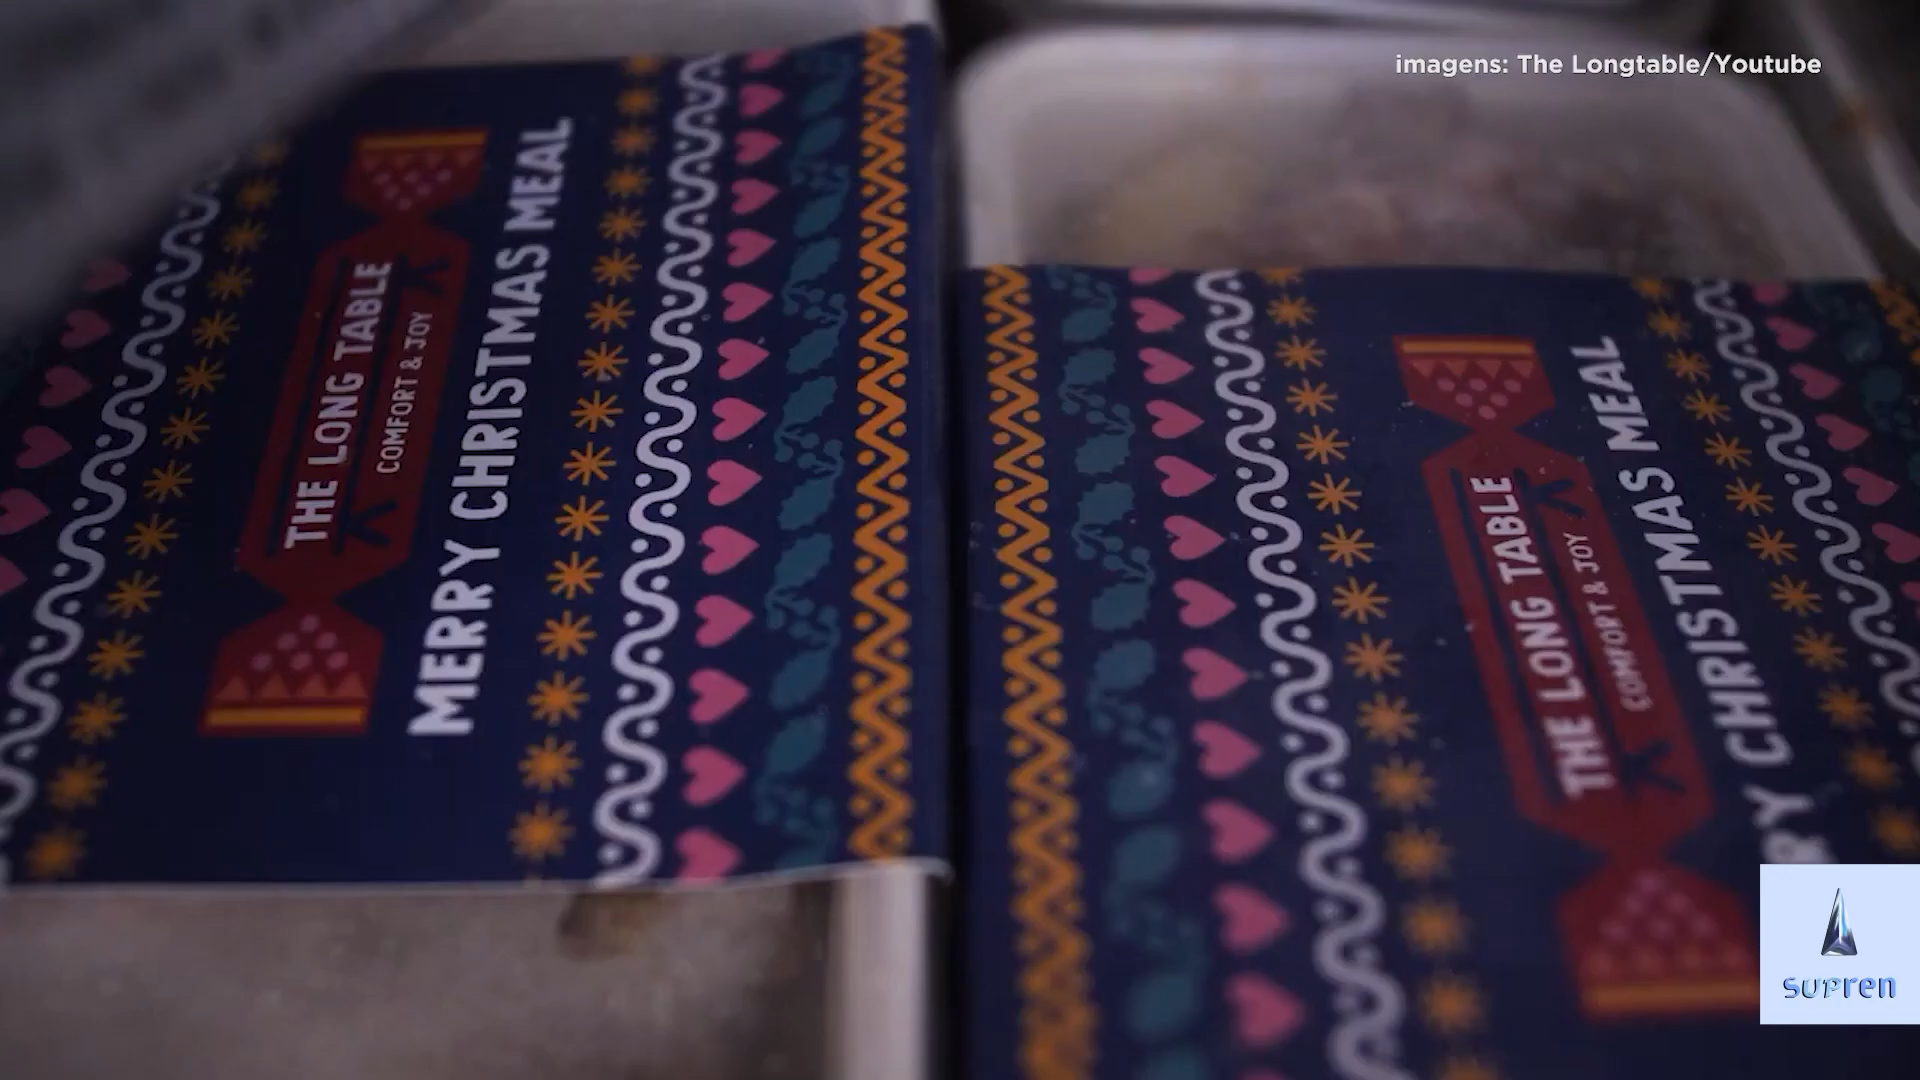 imagens: The Longtable/Youtube
THE LONG TABLE
COMFORT & JOY
MERRY CHRISTMAS MEAL
THE LONG TABLE
COMFORT & JOY
RY CHRISTMAS MEAL
supren